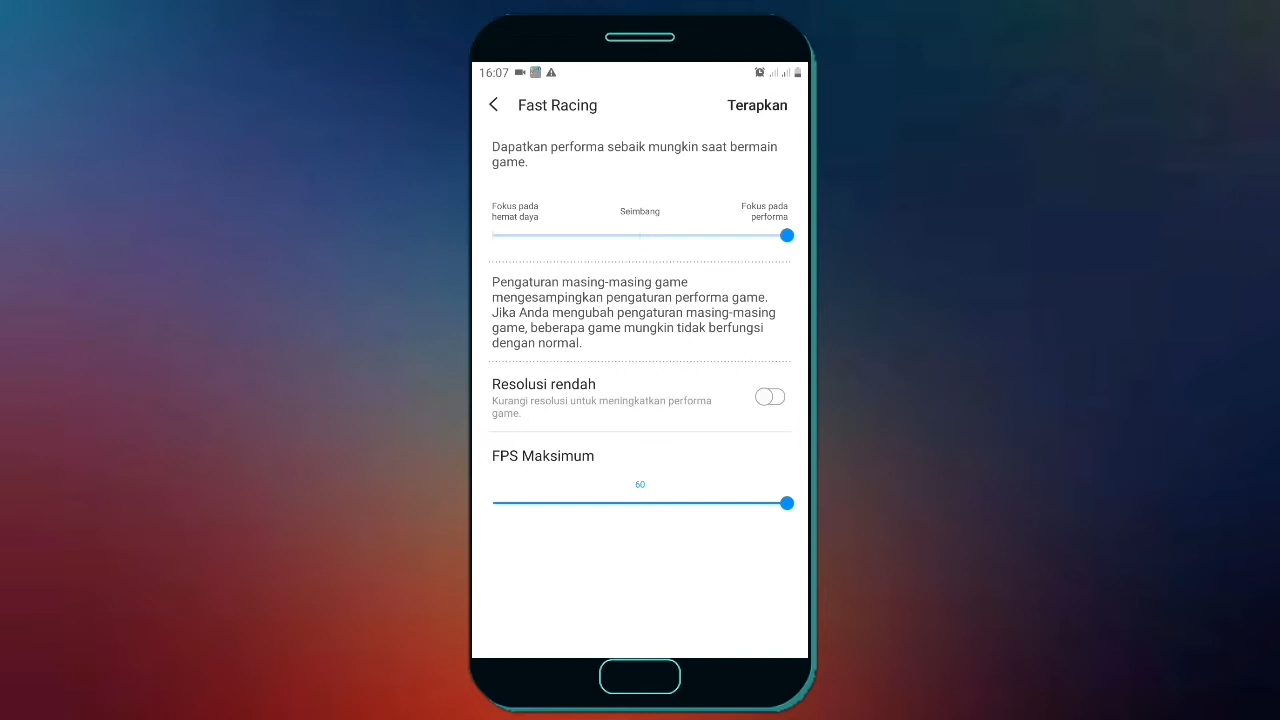 16:07
Fast Racing
Terapkan
Dapatkan performa sebaik mungkin saat bermain
game.
Fokus pada
hemat daya
Seimbang
Fokus pada
performa
Pengaturan masing-masing game
mengesampingkan pengaturan performa game.
Jika Anda mengubah pengaturan masing-masing
game, beberapa game mungkin tidak berfungsi
dengan normal.
Resolusi rendah
Kurangi resolusi untuk meningkatkan performa
game.
FPS Maksimum
60